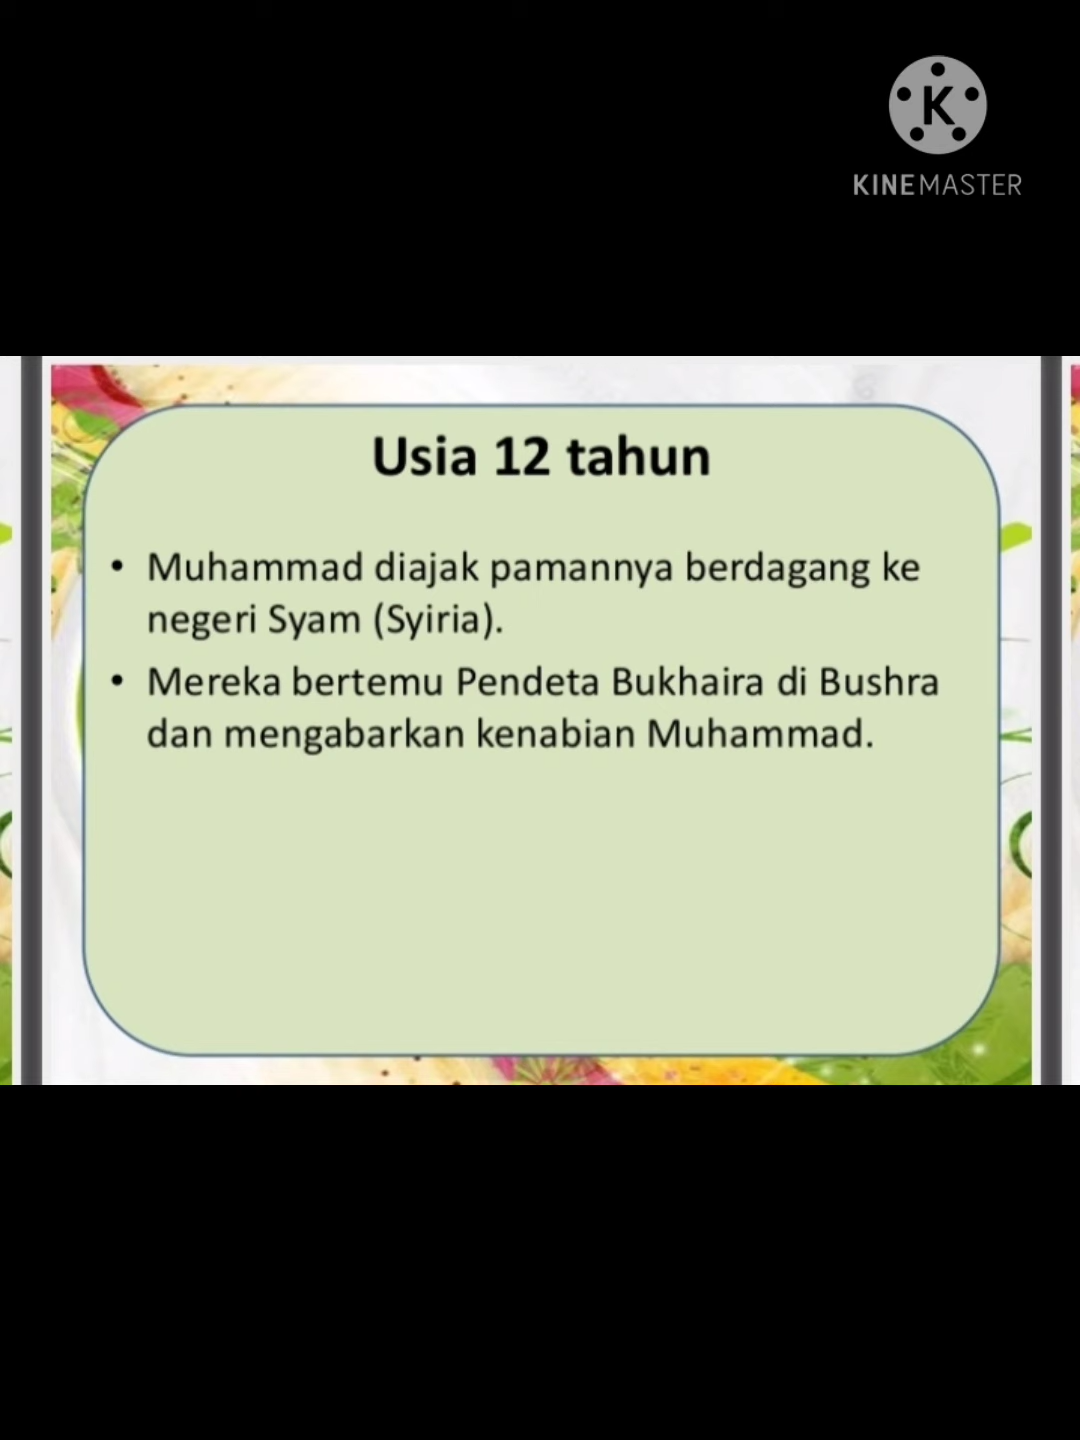 K
KINEMASTER
Usia 12 tahun
• Muhammad diajak pamannya berdagang ke
negeri Syam (Syiria).
• Mereka bertemu Pendeta Bukhaira di Bushra
dan mengabarkan kenabian Muhammad.